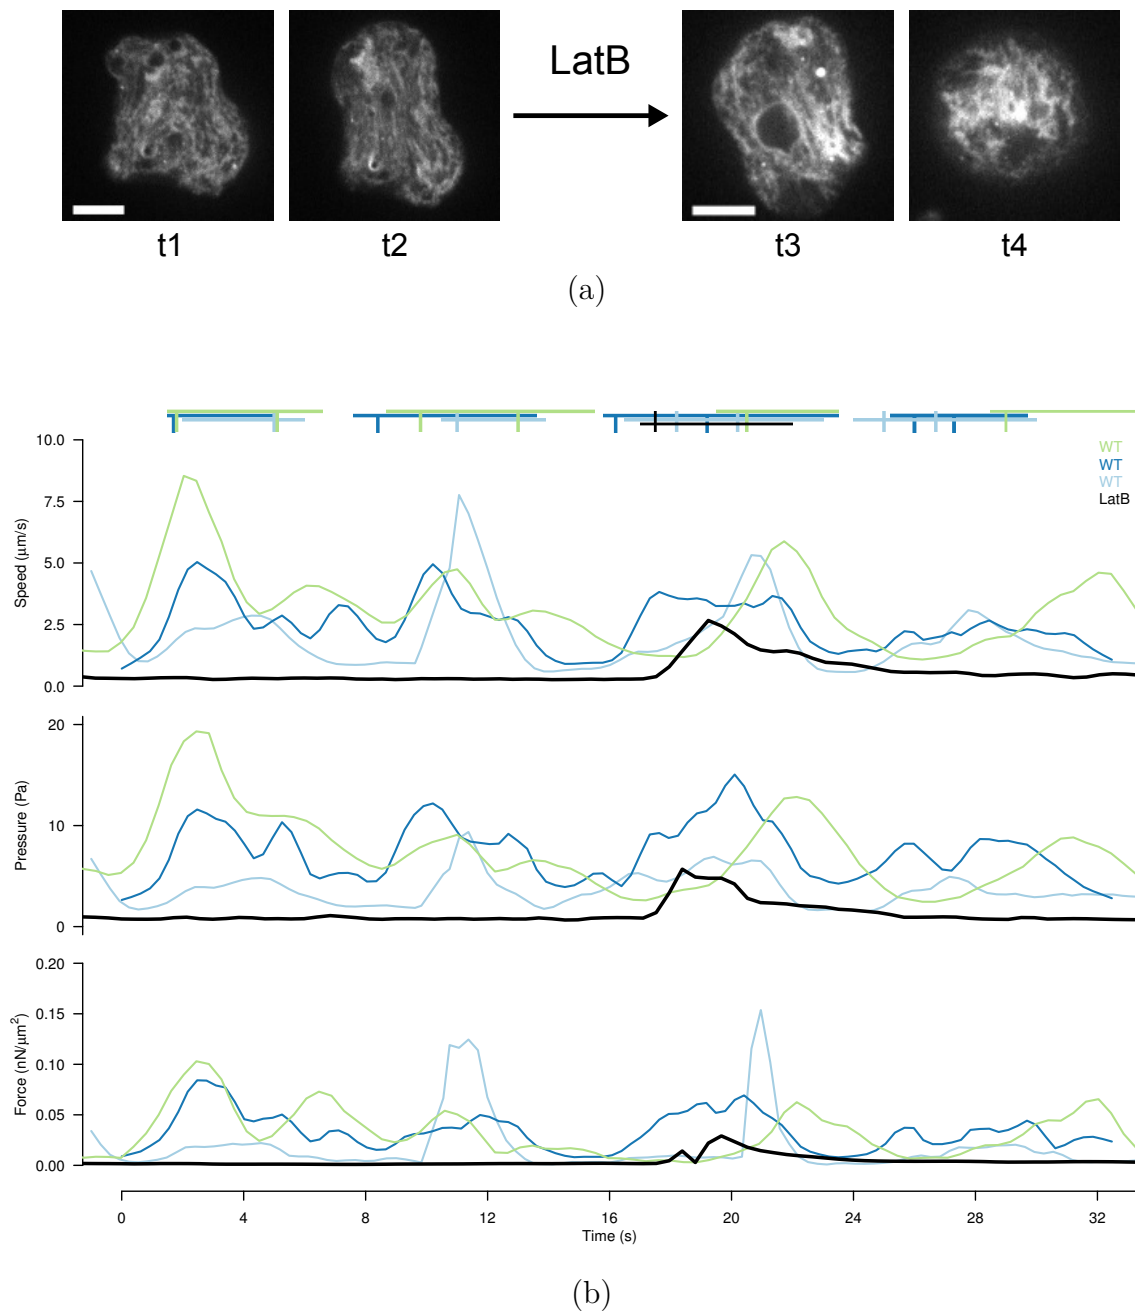 LatB
t1 t2 t3 t4
(a)
WT
WT
WT
LatB
10.0
7.5
5.0
2.5
0.0
Speed (μm/s)
20
10
0
Pressure (Pa)
0.20
0.15
0.10
0.05
0.00
Force (nN/μm²)
0 4 8 12 16 20 24 28 32
Time (s)
(b)